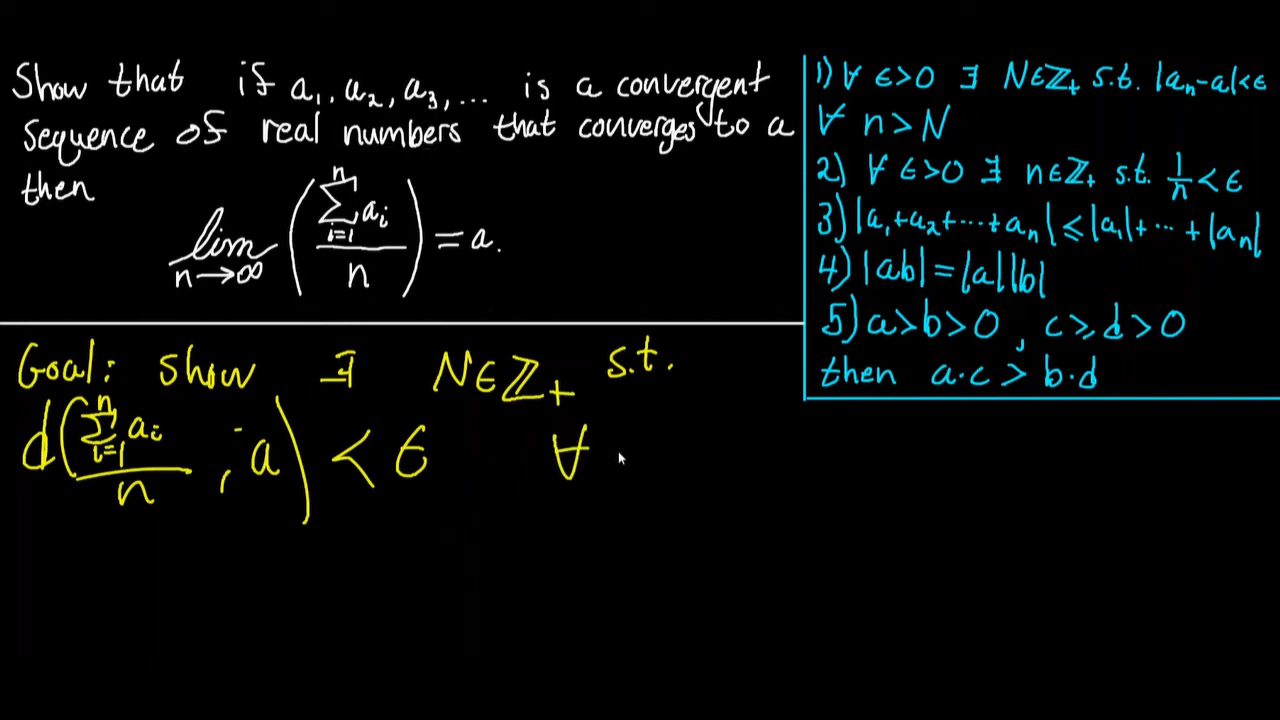 Show that if a₁, a₂, a₃, ... is a convergent
sequence of real numbers that converges to a
then
lim n→∞ ( ∑ i=1 n aᵢ / n ) = a.
1) ∀ ε>0 ∃ N∈ℤ₊ s.t. |aₙ-a|<ε
∀ n>N
2) ∀ ε>0 ∃ n∈ℤ₊ s.t. 1/n < ε
3) |a₁+a₂+⋯+aₙ| ≤ |a₁|+⋯+|aₙ|
4) |ab| = |a||b|
5) a>b>0, c≥d>0
then a·c > b·d
Goal: show ∃ N∈ℤ₊ s.t.
d( ∑ i=1 n aᵢ / n , a ) < ε ∀